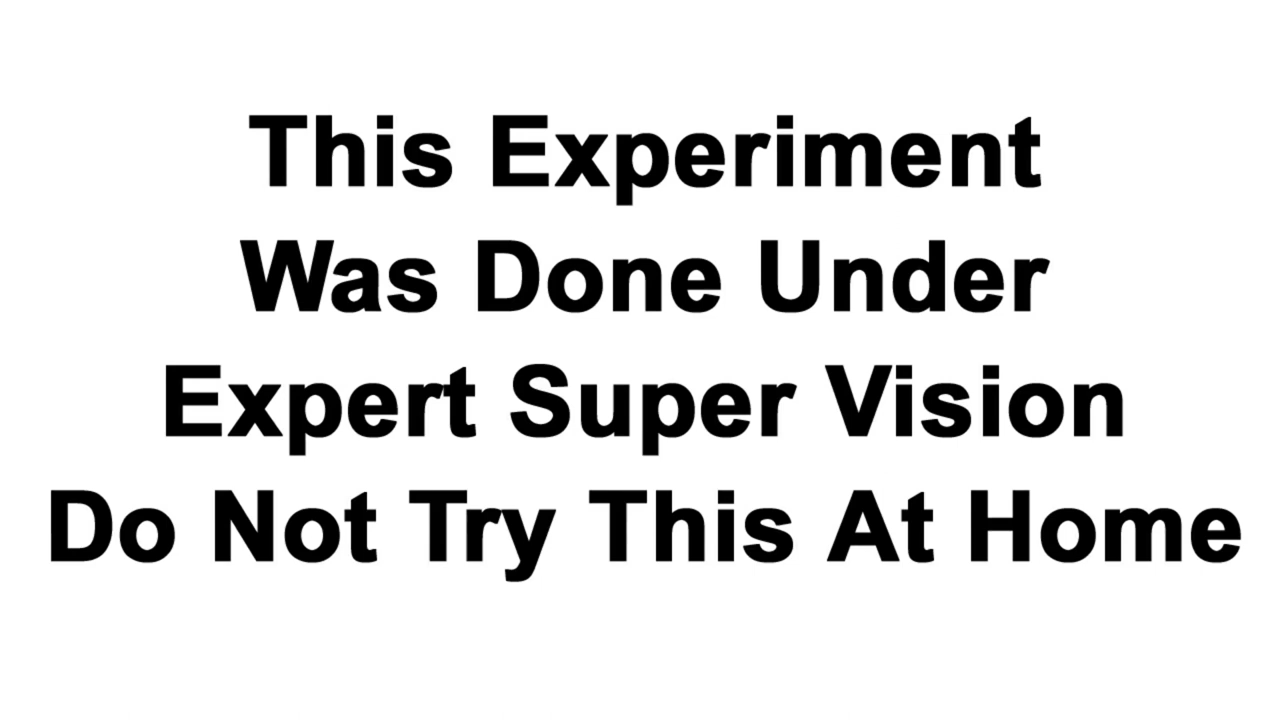 This Experiment
Was Done Under
Expert Super Vision
Do Not Try This At Home